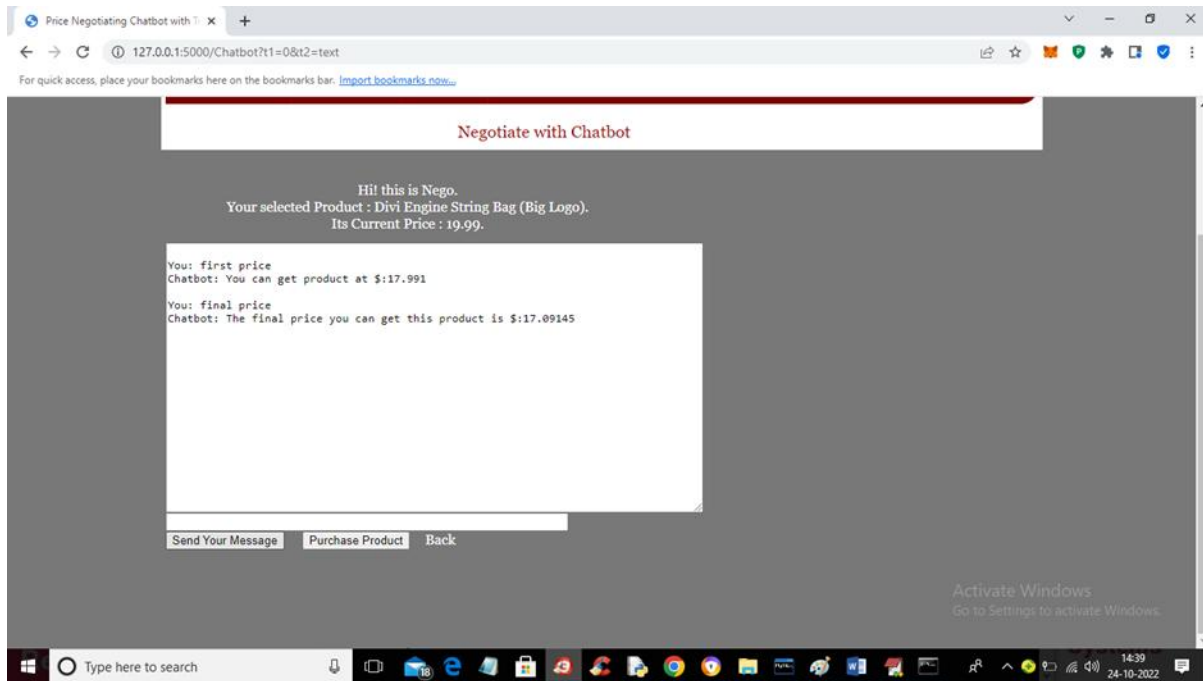 Price Negotiating Chatbot with T
127.0.0.1:5000/Chatbot?t1=0&t2=text
For quick access, place your bookmarks here on the bookmarks bar. Import bookmarks now...
Negotiate with Chatbot
Hi! this is Nego.
Your selected Product : Divi Engine String Bag (Big Logo).
Its Current Price : 19.99.
You: first price
Chatbot: You can get product at $:17.991
You: final price
Chatbot: The final price you can get this product is $:17.09145
Send Your Message Purchase Product Back
Activate Windows
Go to Settings to activate Windows.
Type here to search
18
14:39
24-10-2022